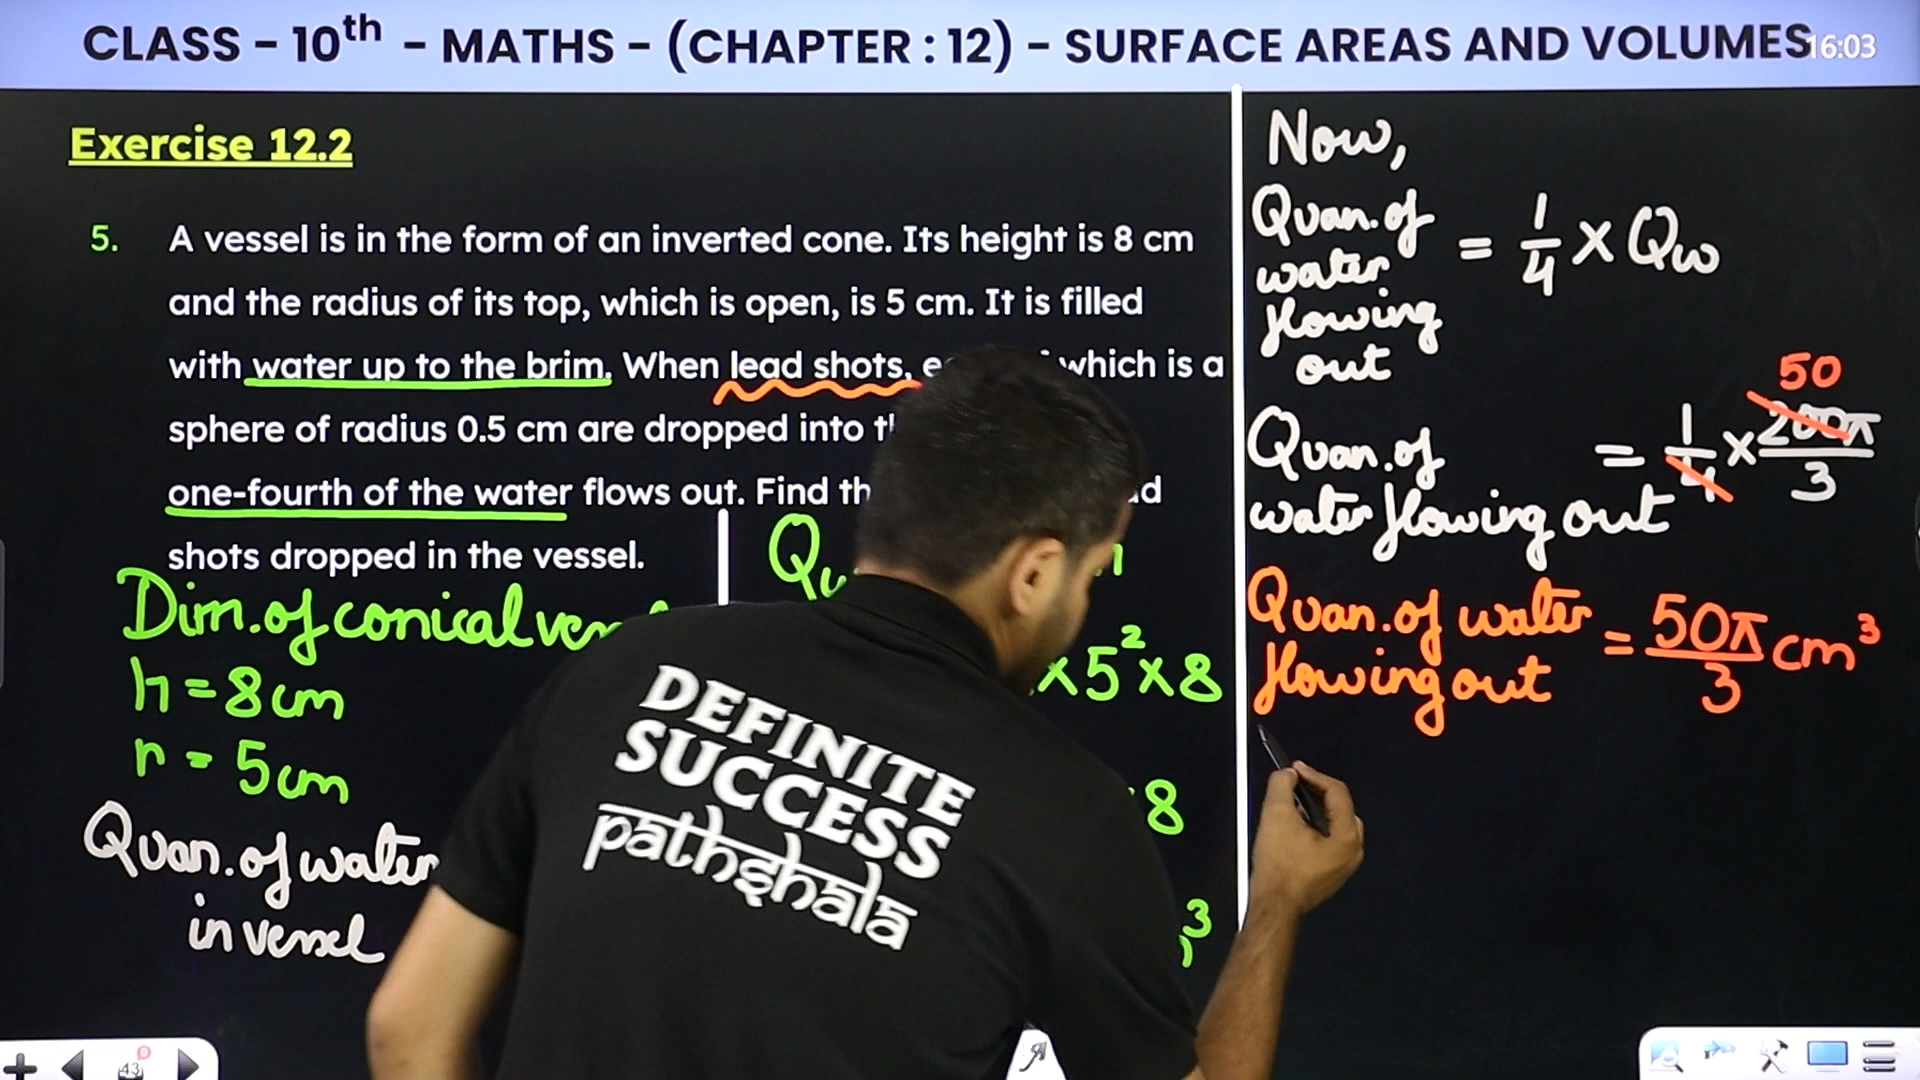 CLASS - 10th - MATHS - (CHAPTER : 12) - SURFACE AREAS AND VOLUMES
16:03
Exercise 12.2
5. A vessel is in the form of an inverted cone. Its height is 8 cm
and the radius of its top, which is open, is 5 cm. It is filled
with water up to the brim. When lead shots, which is a
sphere of radius 0.5 cm are dropped into
one-fourth of the water flows out. Find
shots dropped in the vessel.
Dim. of conical
h = 8 cm
r = 5 cm
Quan. of water
in vessel
×5²×8
8
3
Now,
Quan. of
water
flowing
out
= 1/4 × Qw
Quan. of
water flowing out
= 1/4 × 200π/3
50
Quan. of water
flowing out
= 50π/3 cm³
DEFINITE
SUCCESS
pathshala
43
0